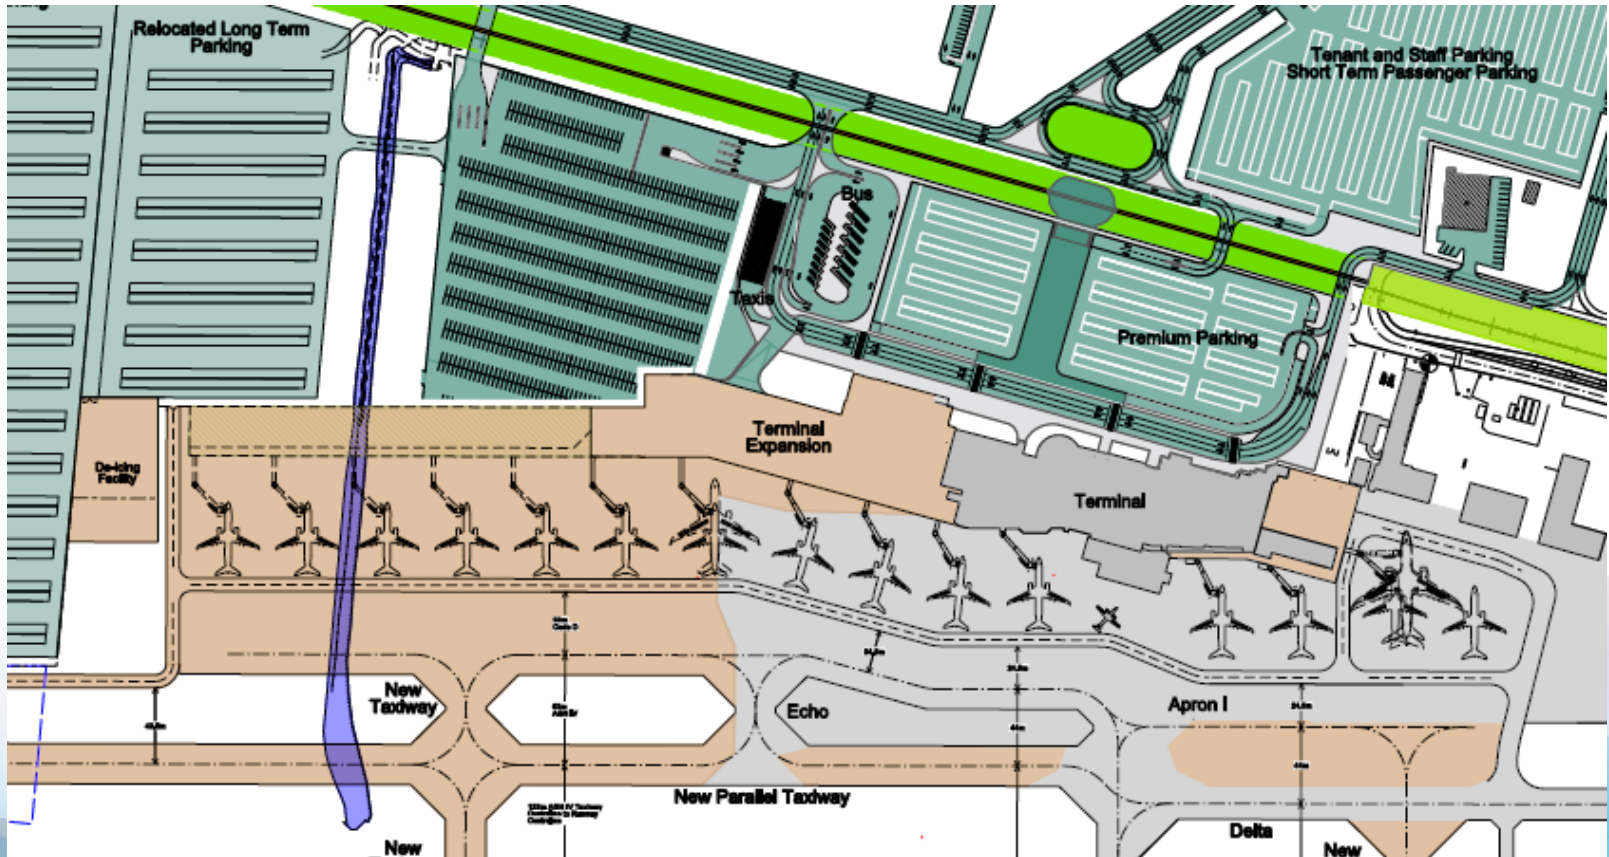 Relocated Long Term
Parking
Tenant and Staff Parking
Short Term Passenger Parking
Bus
Taxis
Premium Parking
Terminal
Expansion
De-icing
Facility
Terminal
New
Taxiway
Echo
Apron I
New Parallel Taxiway
Delta
New
New